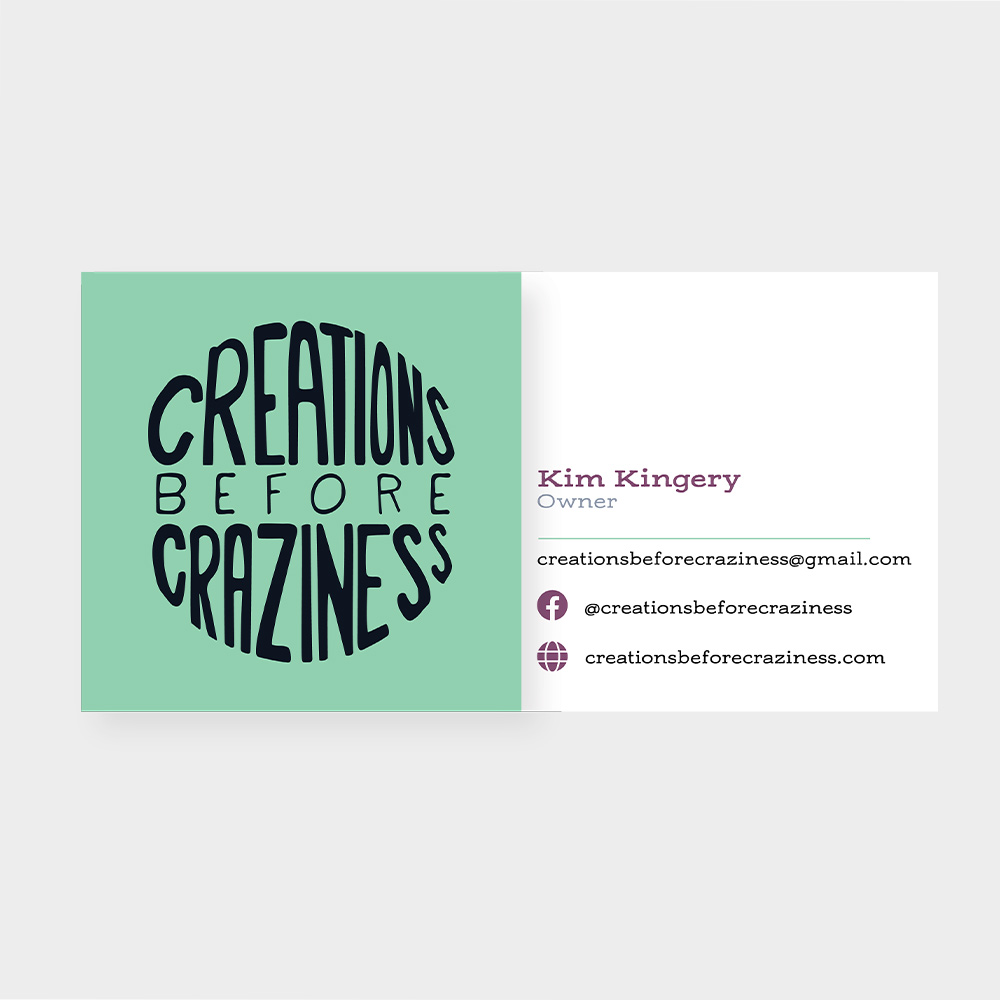 CREATIONS
BEFORE
CRAZINESS
Kim Kingery
Owner
creationsbeforecraziness@gmail.com
@creationsbeforecraziness
creationsbeforecraziness.com